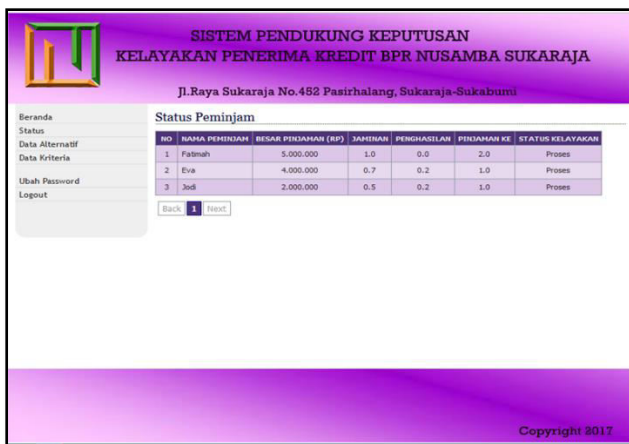 SISTEM PENDUKUNG KEPUTUSAN
KELAYAKAN PENERIMA KREDIT BPR NUSAMBA SUKARAJA
Jl.Raya Sukaraja No.452 Pasirhalang, Sukaraja-Sukabumi
Beranda
Status
Data Alternatif
Data Kriteria
Ubah Password
Logout
Status Peminjam
NO NAMA PEMINJAM BESAR PINJAMAN (RP) JAMINAN PENGHASILAN PINJAMAN KE STATUS KELAYAKAN
1 Fatimah 5.000.000 1.0 0.0 2.0 Proses
2 Eva 4.000.000 0.7 0.2 1.0 Proses
3 Jodi 2.000.000 0.5 0.2 1.0 Proses
Back 1 Next
Copyright 2017